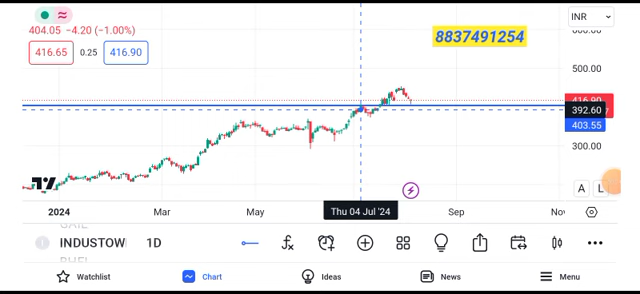 INR
600.00
404.05 −4.20 (−1.00%)
8837491254
416.65 0.25 416.90
500.00
416.90
392.60
403.55
300.00
A L
2024 Mar May Thu 04 Jul '24 Sep Nov
INDUSTOW 1D
Watchlist Chart Ideas News Menu